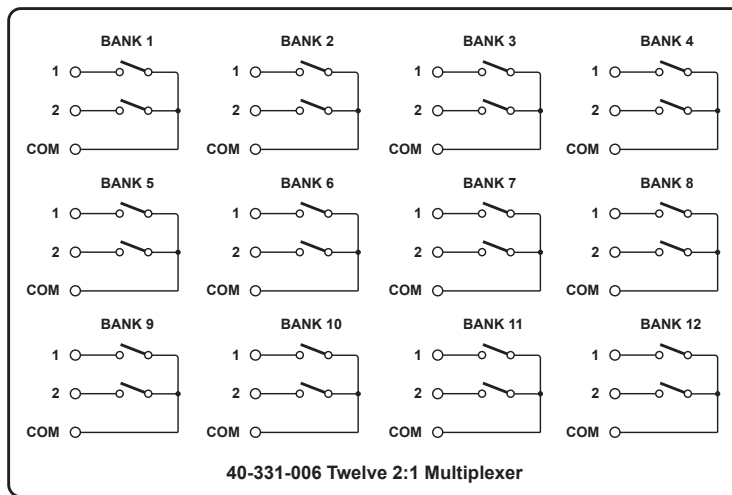 BANK 1 BANK 2 BANK 3 BANK 4
1 1 1 1
2 2 2 2
COM COM COM COM
BANK 5 BANK 6 BANK 7 BANK 8
1 1 1 1
2 2 2 2
COM COM COM COM
BANK 9 BANK 10 BANK 11 BANK 12
1 1 1 1
2 2 2 2
COM COM COM COM
40-331-006 Twelve 2:1 Multiplexer